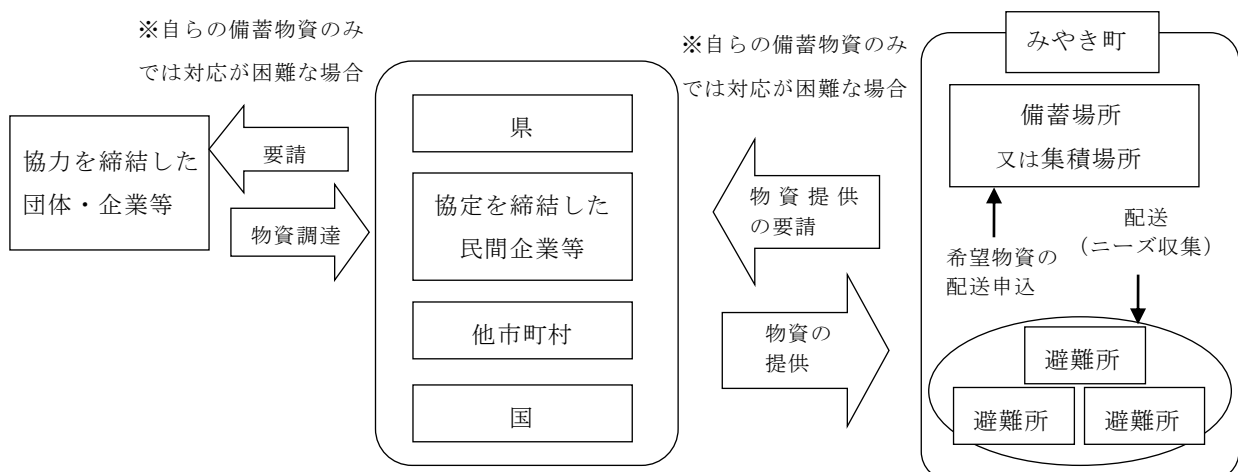 ※自らの備蓄物資のみ
では対応が困難な場合
協力を締結した
団体・企業等
要請
物資調達
県
協定を締結した
民間企業等
他市町村
国
※自らの備蓄物資のみ
では対応が困難な場合
物資提供
の要請
物資の
提供
みやき町
備蓄場所
又は集積場所
希望物資の
配送申込
配送
（ニーズ収集）
避難所
避難所
避難所